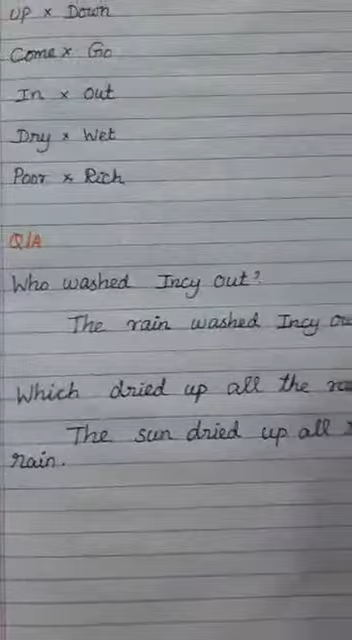 Up × Down
Come × Go
In × Out
Dry × Wet
Poor × Rich
Q/A
Who washed Incy out?
The rain washed Incy
Which dried up all the
The sun dried up all
rain.